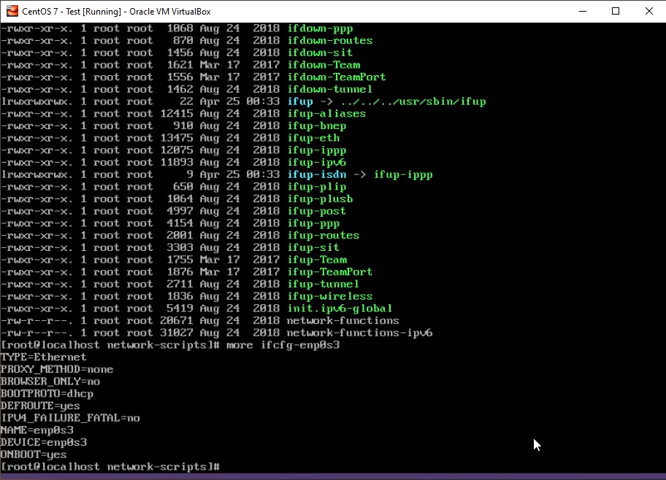 CentOS 7 - Test [Running] - Oracle VM VirtualBox
-rwxr-xr-x. 1 root root  1068 Aug 24  2018 ifdown-ppp
-rwxr-xr-x. 1 root root   870 Aug 24  2018 ifdown-routes
-rwxr-xr-x. 1 root root  1456 Aug 24  2018 ifdown-sit
-rwxr-xr-x. 1 root root  1621 Mar 17  2017 ifdown-Team
-rwxr-xr-x. 1 root root  1556 Mar 17  2017 ifdown-TeamPort
-rwxr-xr-x. 1 root root  1462 Aug 24  2018 ifdown-tunnel
lrwxrwxrwx. 1 root root    22 Apr 25 00:33 ifup -> ../../../usr/sbin/ifup
-rwxr-xr-x. 1 root root 12415 Aug 24  2018 ifup-aliases
-rwxr-xr-x. 1 root root   910 Aug 24  2018 ifup-bnep
-rwxr-xr-x. 1 root root 13475 Aug 24  2018 ifup-eth
-rwxr-xr-x. 1 root root 12075 Aug 24  2018 ifup-ippp
-rwxr-xr-x. 1 root root 11893 Aug 24  2018 ifup-ipv6
lrwxrwxrwx. 1 root root     9 Apr 25 00:33 ifup-isdn -> ifup-ippp
-rwxr-xr-x. 1 root root   650 Aug 24  2018 ifup-plip
-rwxr-xr-x. 1 root root  1064 Aug 24  2018 ifup-plusb
-rwxr-xr-x. 1 root root  4997 Aug 24  2018 ifup-post
-rwxr-xr-x. 1 root root  4154 Aug 24  2018 ifup-ppp
-rwxr-xr-x. 1 root root  2001 Aug 24  2018 ifup-routes
-rwxr-xr-x. 1 root root  3303 Aug 24  2018 ifup-sit
-rwxr-xr-x. 1 root root  1755 Mar 17  2017 ifup-Team
-rwxr-xr-x. 1 root root  1876 Mar 17  2017 ifup-TeamPort
-rwxr-xr-x. 1 root root  2711 Aug 24  2018 ifup-tunnel
-rwxr-xr-x. 1 root root  1836 Aug 24  2018 ifup-wireless
-rwxr-xr-x. 1 root root  5419 Aug 24  2018 init.ipv6-global
-rw-r--r--. 1 root root 20671 Aug 24  2018 network-functions
-rw-r--r--. 1 root root 31027 Aug 24  2018 network-functions-ipv6
[root@localhost network-scripts]# more ifcfg-enp0s3
TYPE=Ethernet
PROXY_METHOD=none
BROWSER_ONLY=no
BOOTPROTO=dhcp
DEFROUTE=yes
IPV4_FAILURE_FATAL=no
NAME=enp0s3
DEVICE=enp0s3
ONBOOT=yes
[root@localhost network-scripts]#